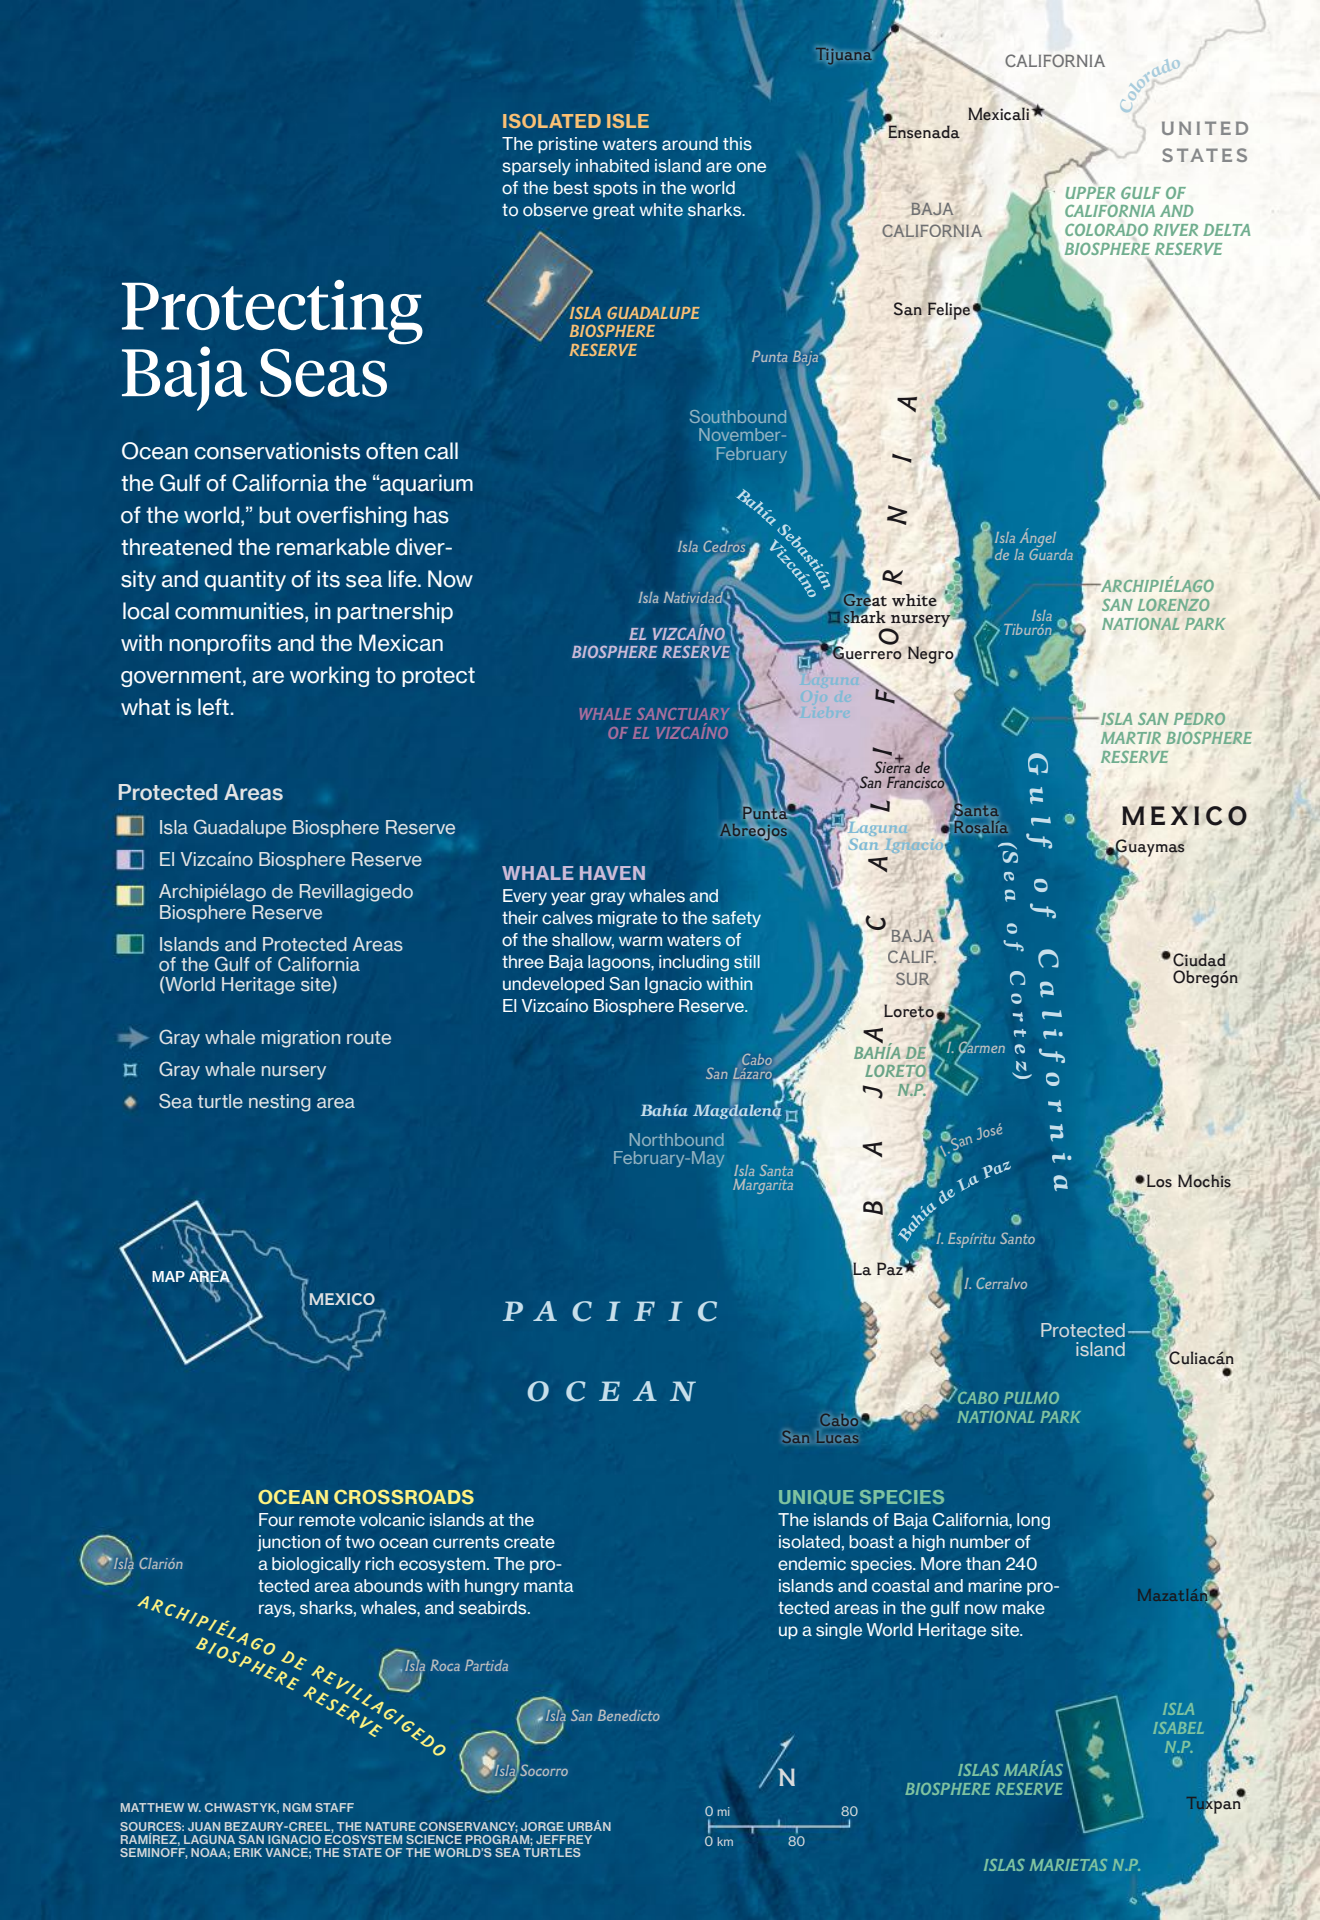 Protecting
Baja Seas
Ocean conservationists often call
the Gulf of California the “aquarium
of the world,” but overfishing has
threatened the remarkable diver-
sity and quantity of its sea life. Now
local communities, in partnership
with nonprofits and the Mexican
government, are working to protect
what is left.
Protected Areas
Isla Guadalupe Biosphere Reserve
El Vizcaíno Biosphere Reserve
Archipiélago de Revillagigedo
Biosphere Reserve
Islands and Protected Areas
of the Gulf of California
(World Heritage site)
Gray whale migration route
Gray whale nursery
Sea turtle nesting area
MAP AREA
MEXICO
ISOLATED ISLE
The pristine waters around this
sparsely inhabited island are one
of the best spots in the world
to observe great white sharks.
ISLA GUADALUPE
BIOSPHERE
RESERVE
Tijuana
CALIFORNIA
Colorado
Mexicali
Ensenada
UNITED
STATES
BAJA
CALIFORNIA
UPPER GULF OF
CALIFORNIA AND
COLORADO RIVER DELTA
BIOSPHERE RESERVE
San Felipe
Punta Baja
Southbound
November-
February
Bahía Sebastián
Vizcaíno
Isla Cedros
Isla Natividad
Isla Ángel
de la Guarda
Great white
shark nursery
Guerrero Negro
Isla
Tiburón
ARCHIPIÉLAGO
SAN LORENZO
NATIONAL PARK
EL VIZCAÍNO
BIOSPHERE RESERVE
Laguna
Ojo de
Liebre
WHALE SANCTUARY
OF EL VIZCAÍNO
ISLA SAN PEDRO
MARTIR BIOSPHERE
RESERVE
Sierra de
San Francisco
Punta
Abreojos
Laguna
San Ignacio
Santa
Rosalía
MEXICO
Guaymas
BAJA CALIFORNIA
Gulf of California
(Sea of Cortez)
WHALE HAVEN
Every year gray whales and
their calves migrate to the safety
of the shallow, warm waters of
three Baja lagoons, including still
undeveloped San Ignacio within
El Vizcaíno Biosphere Reserve.
BAJA
CALIF.
SUR
Ciudad
Obregón
Loreto
BAHÍA DE
LORETO
N.P.
I. Carmen
Cabo
San Lázaro
Bahía Magdalena
Northbound
February-May
Isla Santa
Margarita
I. San José
Bahía de La Paz
Los Mochis
I. Espíritu Santo
La Paz
I. Cerralvo
Protected
island
Culiacán
PACIFIC
OCEAN
CABO PULMO
NATIONAL PARK
Cabo
San Lucas
OCEAN CROSSROADS
Four remote volcanic islands at the
junction of two ocean currents create
a biologically rich ecosystem. The pro-
tected area abounds with hungry manta
rays, sharks, whales, and seabirds.
UNIQUE SPECIES
The islands of Baja California, long
isolated, boast a high number of
endemic species. More than 240
islands and coastal and marine pro-
tected areas in the gulf now make
up a single World Heritage site.
Isla Clarión
ARCHIPIÉLAGO DE REVILLAGIGEDO
BIOSPHERE RESERVE
Isla Roca Partida
Isla San Benedicto
Isla Socorro
Mazatlán
ISLA
ISABEL
N.P.
ISLAS MARÍAS
BIOSPHERE RESERVE
Tuxpan
ISLAS MARIETAS N.P.
N
0 mi 80
0 km 80
MATTHEW W. CHWASTYK, NGM STAFF
SOURCES: JUAN BEZAURY-CREEL, THE NATURE CONSERVANCY; JORGE URBÁN
RAMÍREZ, LAGUNA SAN IGNACIO ECOSYSTEM SCIENCE PROGRAM; JEFFREY
SEMINOFF, NOAA; ERIK VANCE; THE STATE OF THE WORLD'S SEA TURTLES